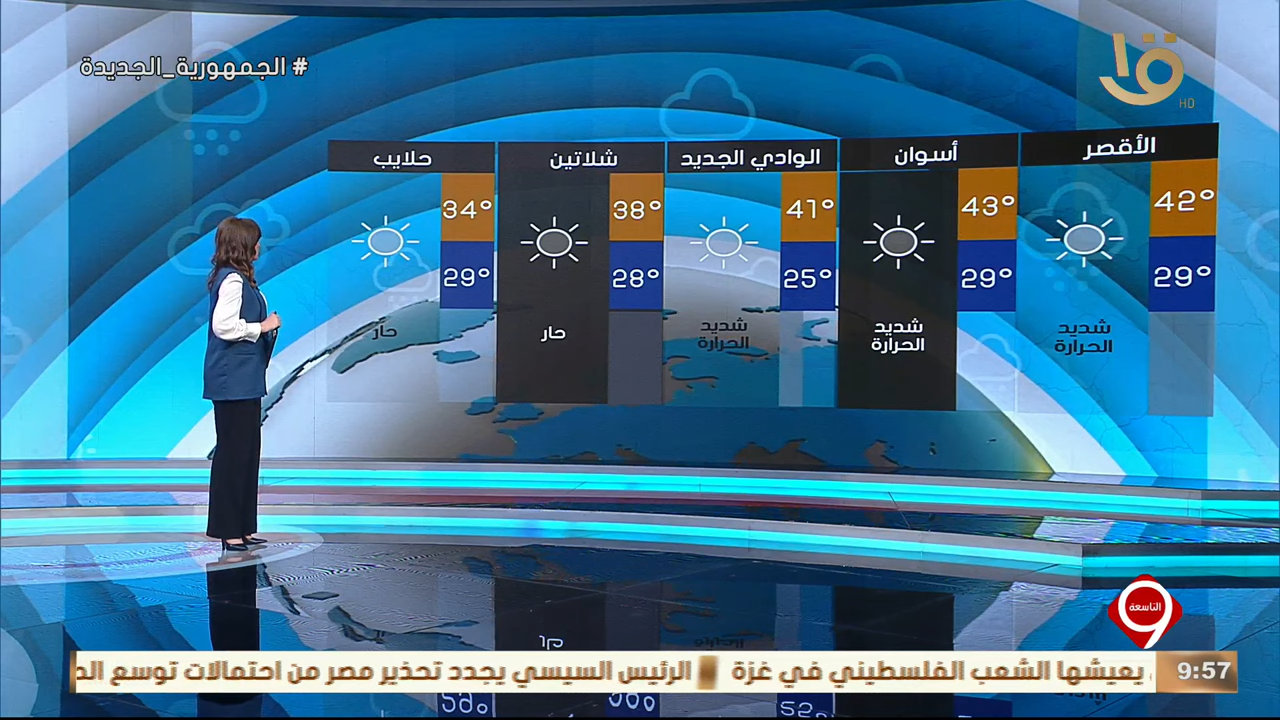 # الجمهورية_الجديدة
HD
الأقصر
42°
29°
شديد
الحرارة
أسوان
43°
29°
شديد
الحرارة
الوادي الجديد
41°
25°
شديد
الحرارة
شلاتين
38°
28°
حار
حلايب
34°
29°
حار
التاسعة
9
9:57
يعيشها الشعب الفلسطيني في غزة
الرئيس السيسي يجدد تحذير مصر من احتمالات توسع